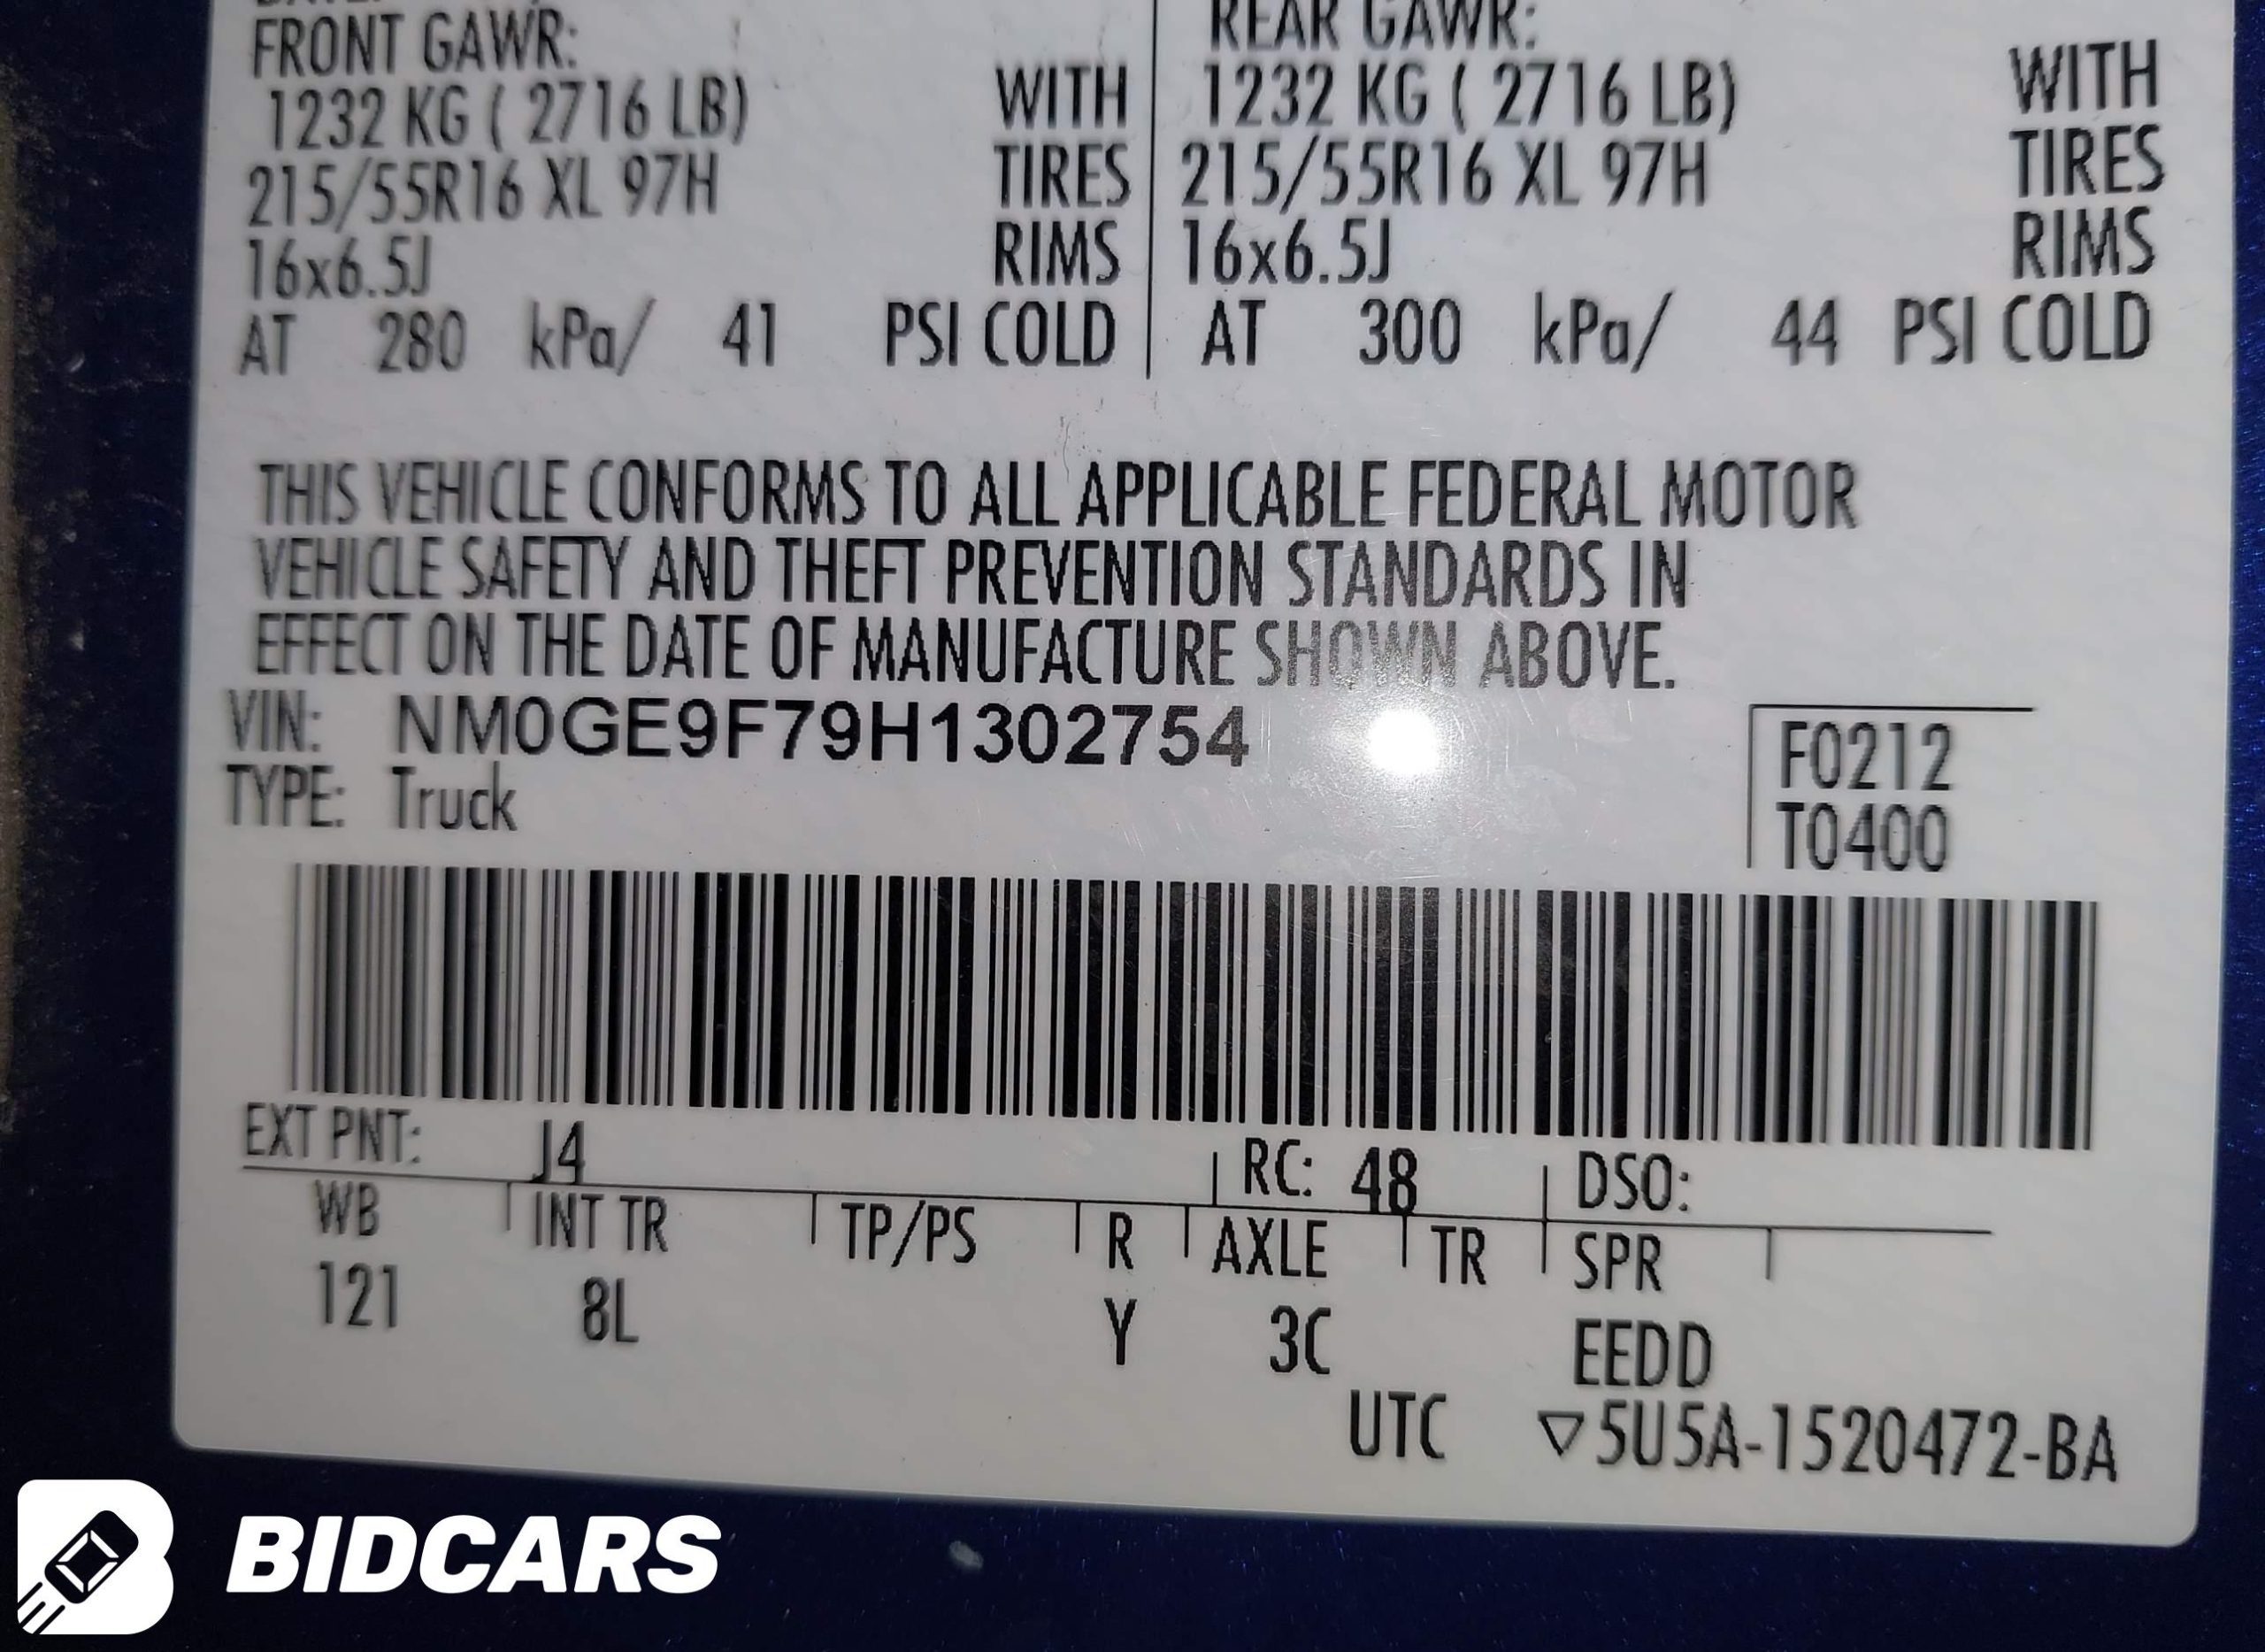 FRONT GAWR:
1232 KG ( 2716 LB) WITH
215/55R16 XL 97H TIRES
16x6.5J RIMS
AT 280 kPa/ 41 PSI COLD
REAR GAWR:
1232 KG ( 2716 LB) WITH
215/55R16 XL 97H TIRES
16x6.5J RIMS
AT 300 kPa/ 44 PSI COLD
THIS VEHICLE CONFORMS TO ALL APPLICABLE FEDERAL MOTOR
VEHICLE SAFETY AND THEFT PREVENTION STANDARDS IN
EFFECT ON THE DATE OF MANUFACTURE SHOWN ABOVE.
VIN: NM0GE9F79H1302754
TYPE: Truck
F0212
T0400
EXT PNT: J4 RC: 48 DSO:
WB INT TR TP/PS R AXLE TR SPR
121 8L Y 3C EEDD
UTC ▽5U5A-1520472-BA
BIDCARS